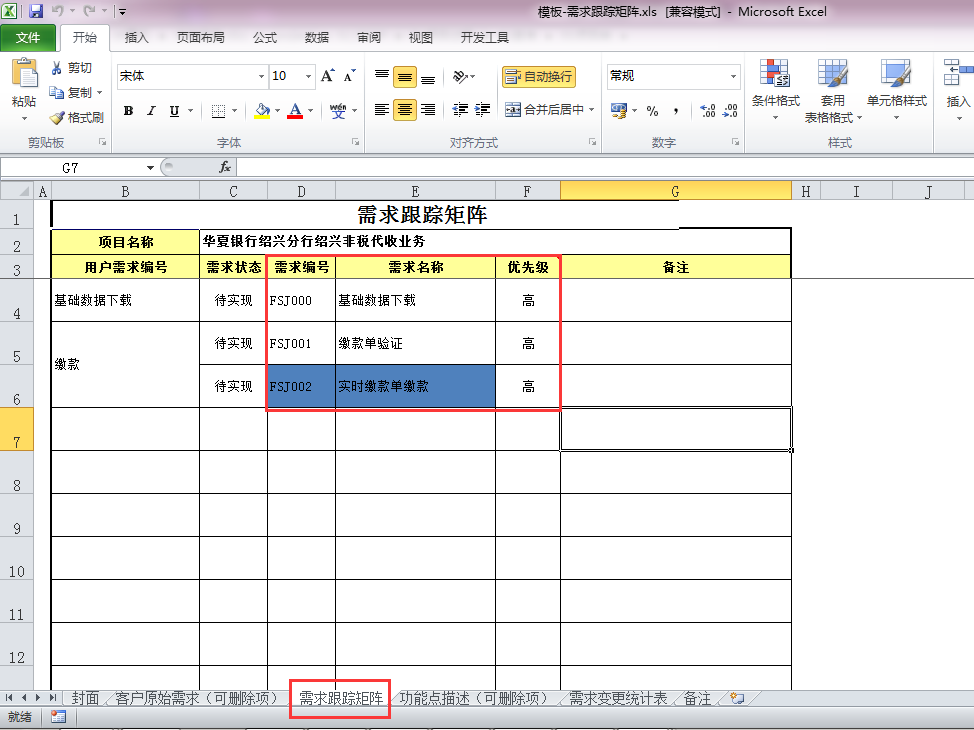 模板-需求跟踪矩阵.xls [兼容模式] - Microsoft Excel
文件 开始 插入 页面布局 公式 数据 审阅 视图 开发工具
剪切
宋体 10 A A 自动换行 常规
粘贴 复制 条件格式 套用 单元格样式 插入
格式刷 B I U A wén 文 合并后居中 % , .0 .00 .00 .0 表格格式
剪贴板 字体 对齐方式 数字 样式
G7 fx
A B C D E F G H I J
1 需求跟踪矩阵
2 项目名称 华夏银行绍兴分行绍兴非税代收业务
3 用户需求编号 需求状态 需求编号 需求名称 优先级 备注
4 基础数据下载 待实现 FSJ000 基础数据下载 高
5 缴款 待实现 FSJ001 缴款单验证 高
6 待实现 FSJ002 实时缴款单缴款 高
7
8
9
10
11
12
封面 客户原始需求（可删除项） 需求跟踪矩阵 功能点描述（可删除项） 需求变更统计表 备注
就绪